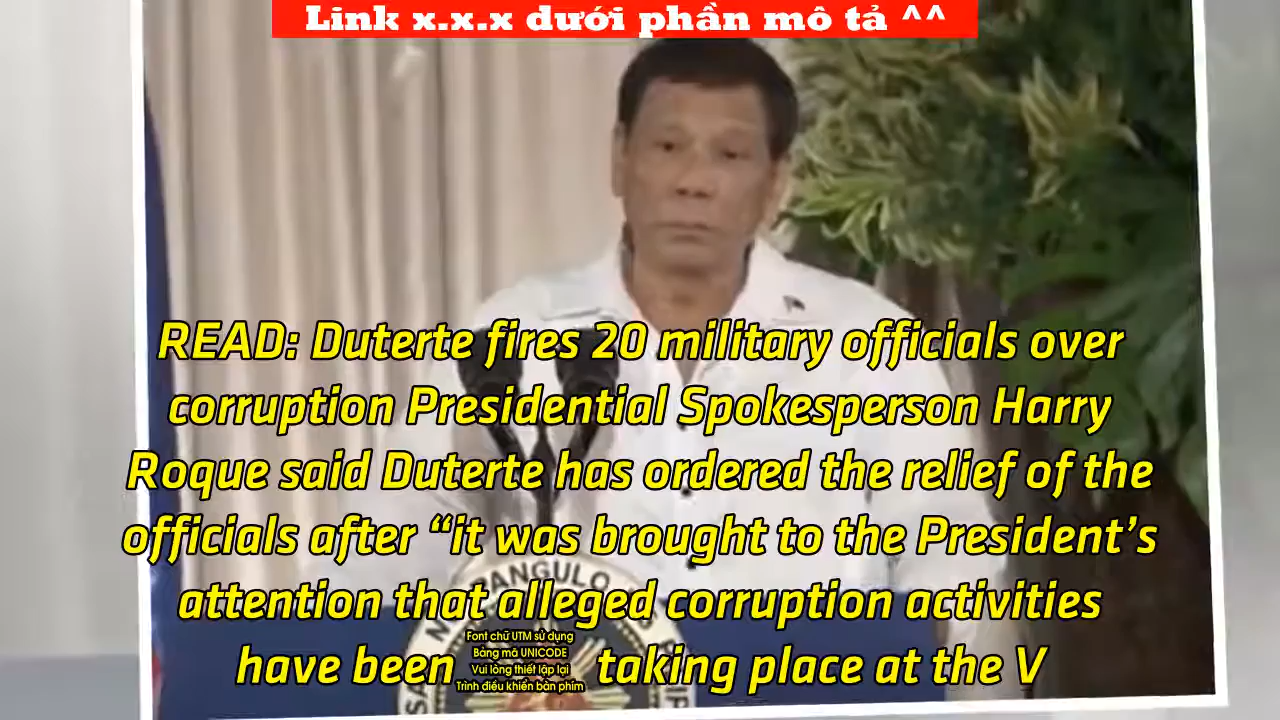 Link x.x.x dưới phần mô tả ^^
READ: Duterte fires 20 military officials over
corruption Presidential Spokesperson Harry
Roque said Duterte has ordered the relief of the
officials after “it was brought to the President’s
attention that alleged corruption activities
have been taking place at the V
Font chữ UTM sử dụng
Bảng mã UNICODE
Vui lòng thiết lập lại
Trình điều khiển bàn phím
ANGULO